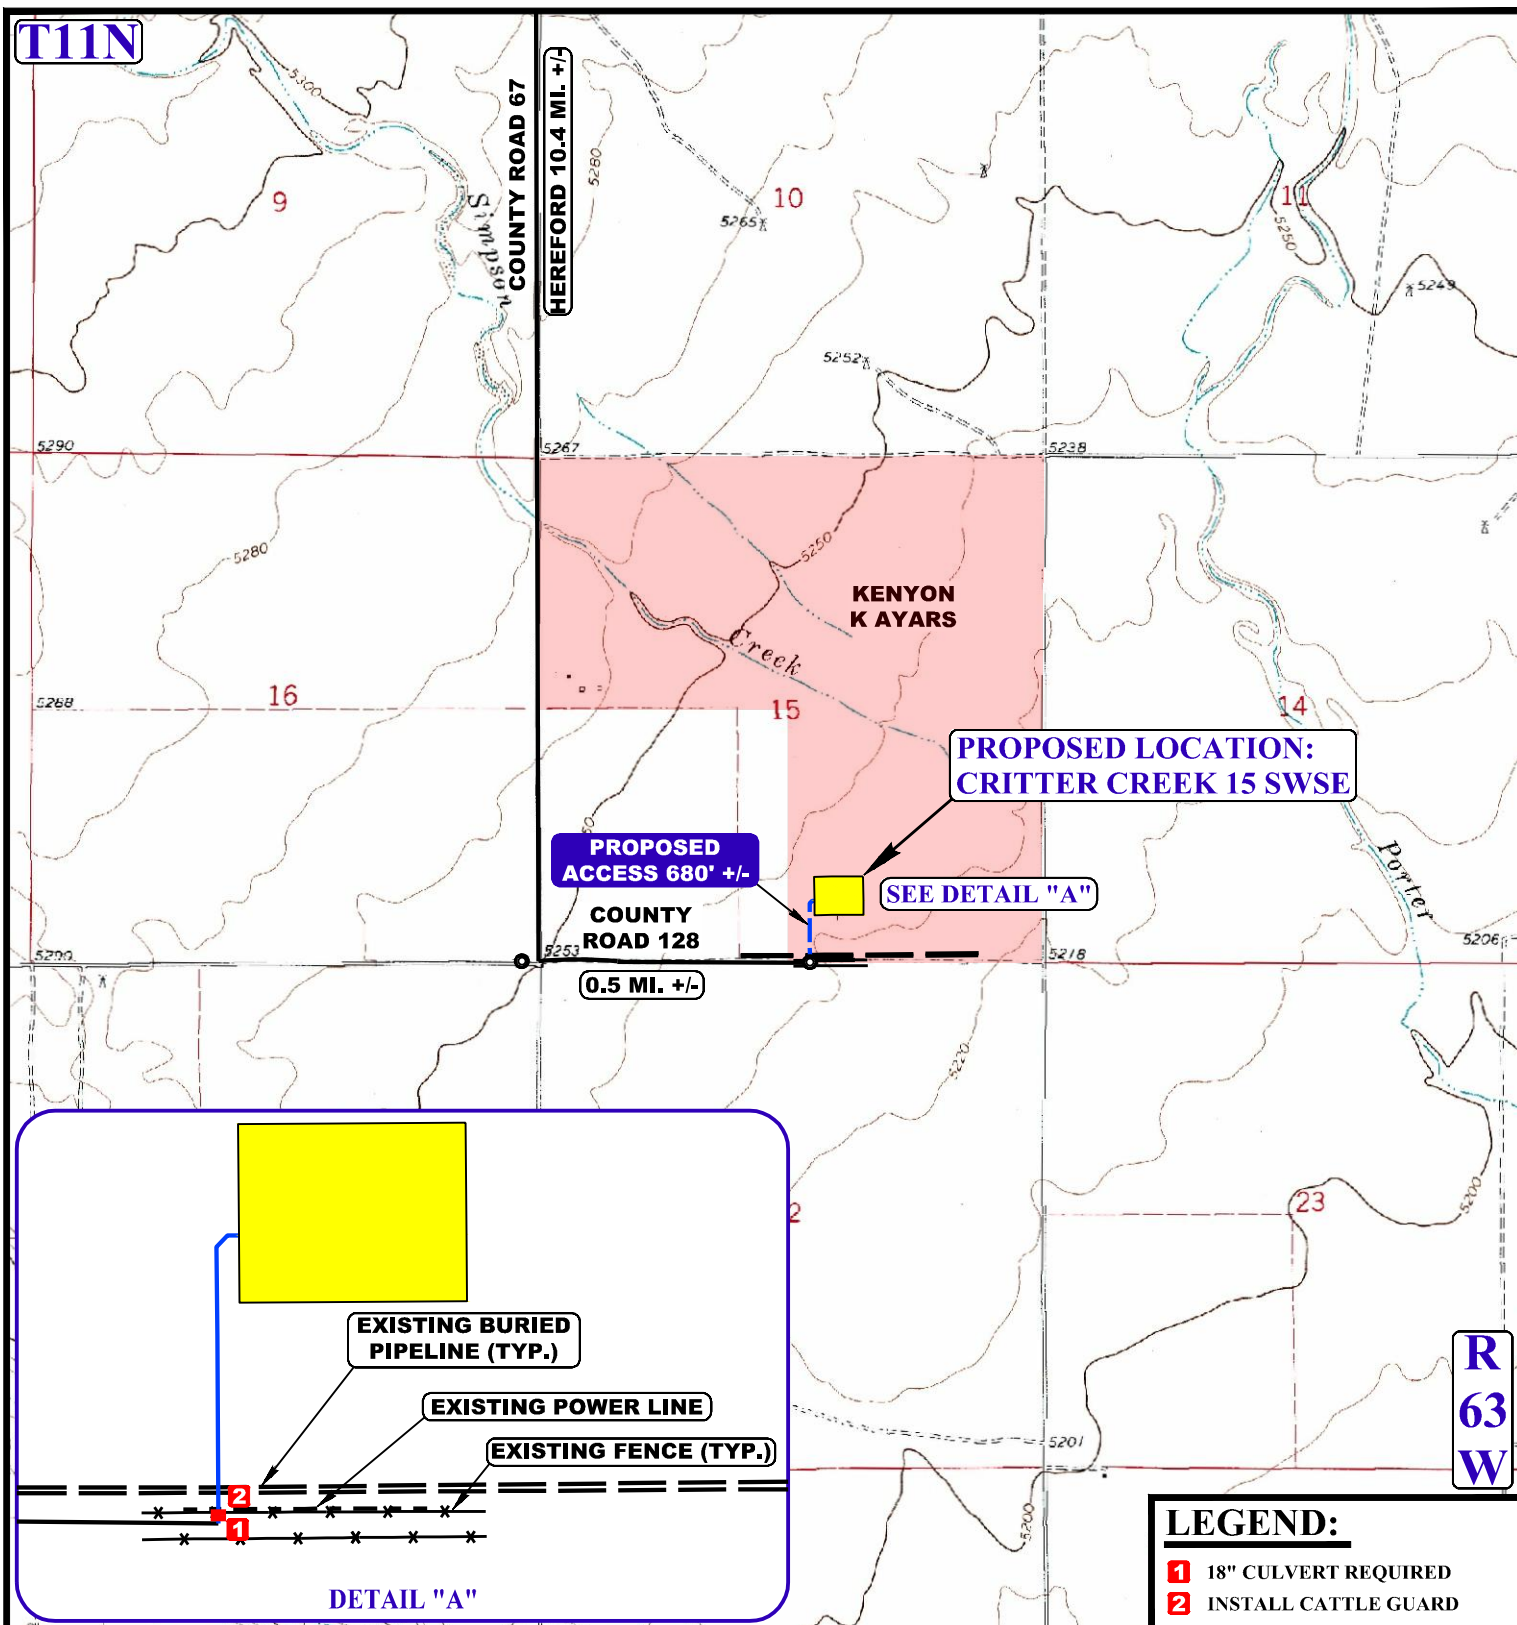 T11N
COUNTY ROAD 67
HEREFORD 10.4 MI. +/-
5300
9
Simpson
5280
10
5265
11
5250
5249
5252
5290
5267
5238
5280
5250
KENYON
K AYARS
Creek
5288
16
15
14
PROPOSED LOCATION:
CRITTER CREEK 15 SWSE
PROPOSED
ACCESS 680' +/-
SEE DETAIL "A"
Porter
COUNTY
ROAD 128
5253
5218
5206
0.5 MI. +/-
5220
2
23
5200
EXISTING BURIED
PIPELINE (TYP.)
EXISTING POWER LINE
EXISTING FENCE (TYP.)
2
1
DETAIL "A"
5201
5200
R
63
W
LEGEND:
1 18" CULVERT REQUIRED
2 INSTALL CATTLE GUARD